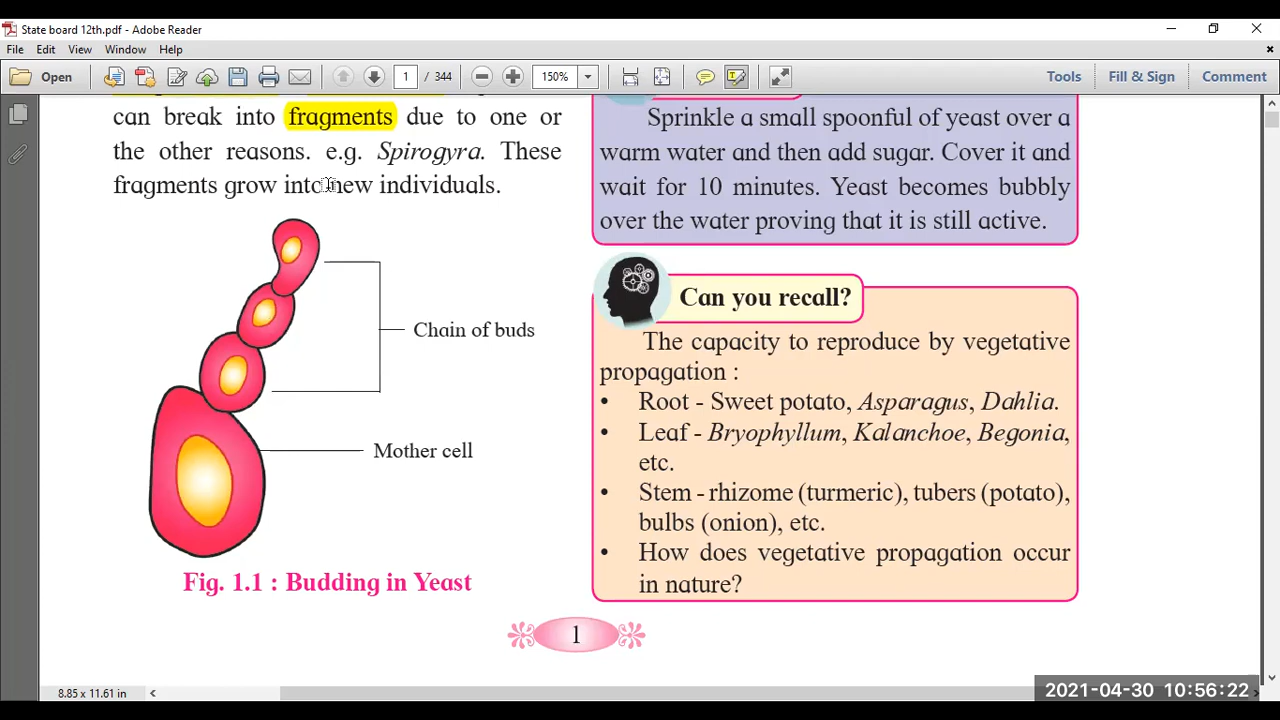 State board 12th.pdf - Adobe Reader
File Edit View Window Help
Open 1 / 344 150% Tools Fill & Sign Comment
can break into fragments due to one or
the other reasons. e.g. Spirogyra. These
fragments grow into new individuals.
Chain of buds
Mother cell
Fig. 1.1 : Budding in Yeast
Sprinkle a small spoonful of yeast over a
warm water and then add sugar. Cover it and
wait for 10 minutes. Yeast becomes bubbly
over the water proving that it is still active.
Can you recall?
The capacity to reproduce by vegetative
propagation :
• Root - Sweet potato, Asparagus, Dahlia.
• Leaf - Bryophyllum, Kalanchoe, Begonia,
etc.
• Stem - rhizome (turmeric), tubers (potato),
bulbs (onion), etc.
• How does vegetative propagation occur
in nature?
1
8.85 x 11.61 in
2021-04-30 10:56:22